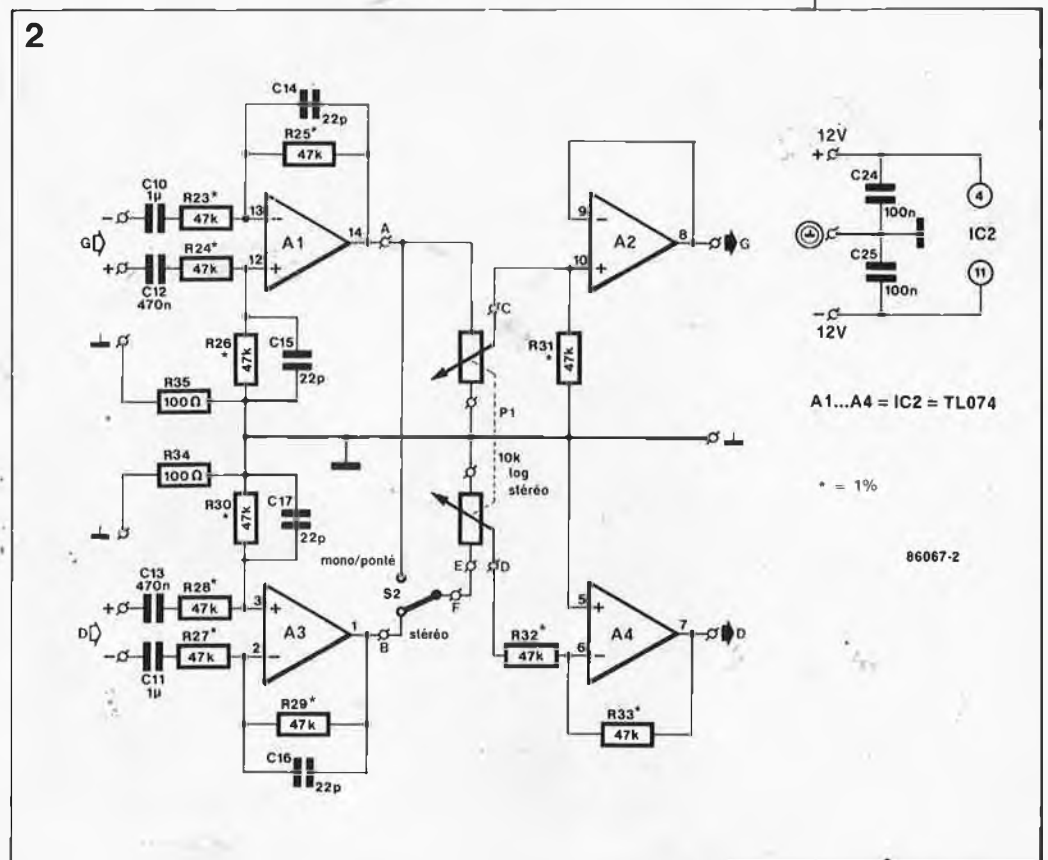 2
C14
22p
R25*
47k
C10
1µ
R23*
47k
13
−
A1
14
A
G
R24*
47k
12
+
C12
470n
R26
*
47k
C15
22p
R35
100Ω
R34
100Ω
R30
*
47k
C17
22p
C13
470n
R28*
47k
3
+
A3
1
B
D
R27*
47k
2
−
C11
1µ
R29*
47k
C16
22p
mono/ponté
S2
stéréo
F
E
D
C
P1
10k
log
stéréo
9
−
A2
8
G
10
+
R31
*
47k
R32*
47k
5
+
A4
7
D
6
−
R33*
47k
12V
+
C24
100n
4
IC2
C25
100n
11
−
12V
A1...A4 = IC2 = TL074
* = 1%
86067-2